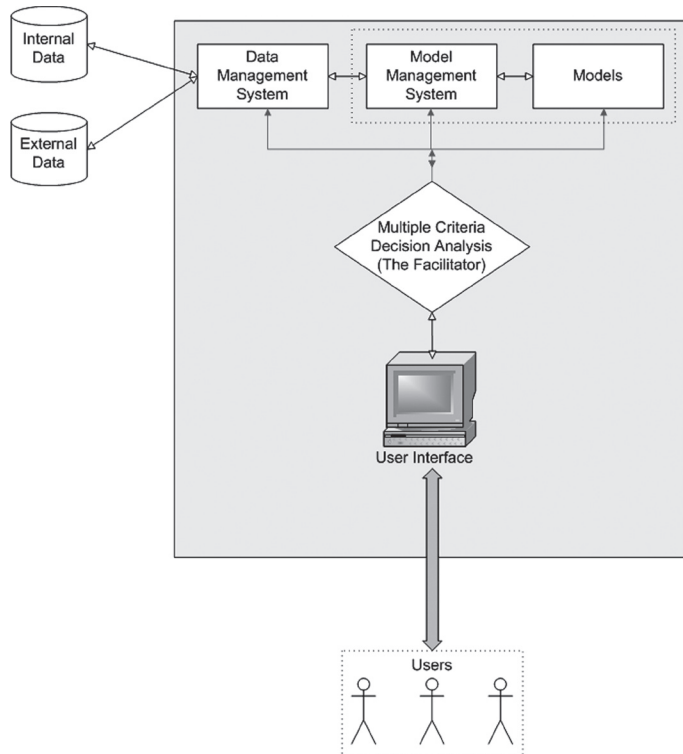 Internal
Data
External
Data
Data
Management
System
Model
Management
System
Models
Multiple Criteria
Decision Analysis
(The Facilitator)
User Interface
Users